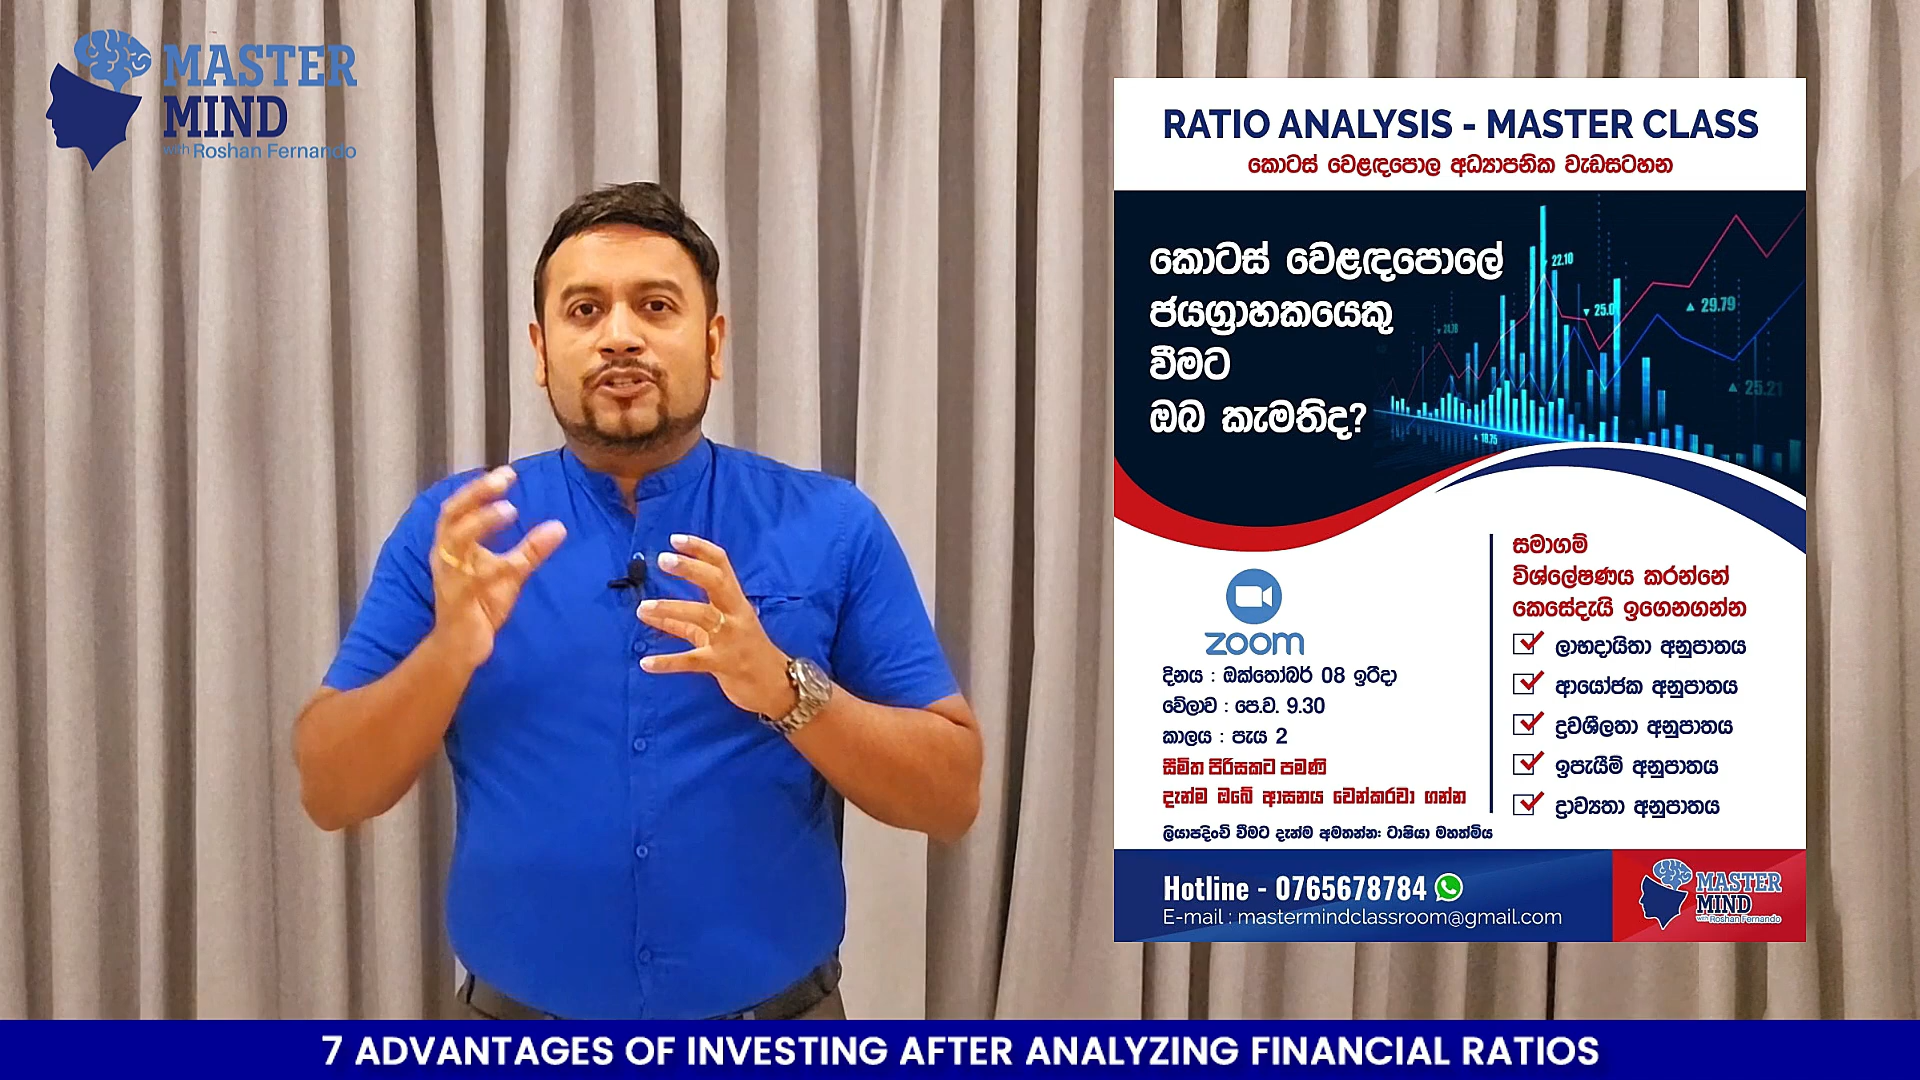 MASTER
MIND
with Roshan Fernando
RATIO ANALYSIS - MASTER CLASS
කොටස් වෙළඳපොල අධ්‍යාපනික වැඩසටහන
කොටස් වෙළඳපොලේ
ජයග්‍රාහකයෙකු
වීමට
ඔබ කැමතිද?
22.10
25.0
29.79
24.76
25.21
18.75
සමාගම්
විශ්ලේෂණය කරන්නේ
කෙසේදැයි ඉගෙනගන්න
ලාභදායිතා අනුපාතය
ආයෝජක අනුපාතය
ද්‍රවශීලතා අනුපාතය
ඉපැයීම් අනුපාතය
ද්‍රාව්‍යතා අනුපාතය
zoom
දිනය : ඔක්තෝබර් 08 ඉරිදා
වේලාව : පෙ.ව. 9.30
කාලය : පැය 2
සීමිත පිරිසකට පමණි
දැන්ම ඔබේ ආසනය වෙන්කරවා ගන්න
ලියාපදිංචි වීමට දැන්ම අමතන්න: ටාෂියා මහත්මිය
Hotline - 0765678784
E-mail : mastermindclassroom@gmail.com
MASTER
MIND
with Roshan Fernando
7 ADVANTAGES OF INVESTING AFTER ANALYZING FINANCIAL RATIOS